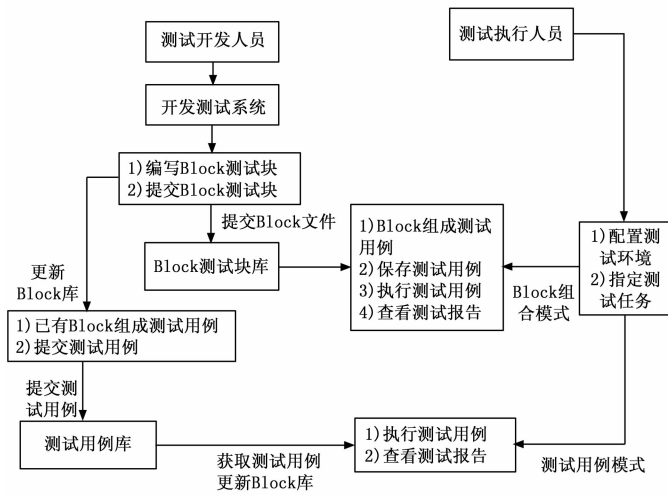 测试开发人员
测试执行人员
开发测试系统
1)编写Block测试块
2)提交Block测试块
提交Block文件
Block测试块库
1)Block组成测试
用例
2)保存测试用例
3)执行测试用例
4)查看测试报告
1)配置测
试环境
2)指定测
试任务
Block组
合模式
更新
Block库
1)已有Block组成测试用例
2)提交测试用例
提交测
试用例
测试用例库
获取测试用例
更新Block库
1)执行测试用例
2)查看测试报告
测试用例模式